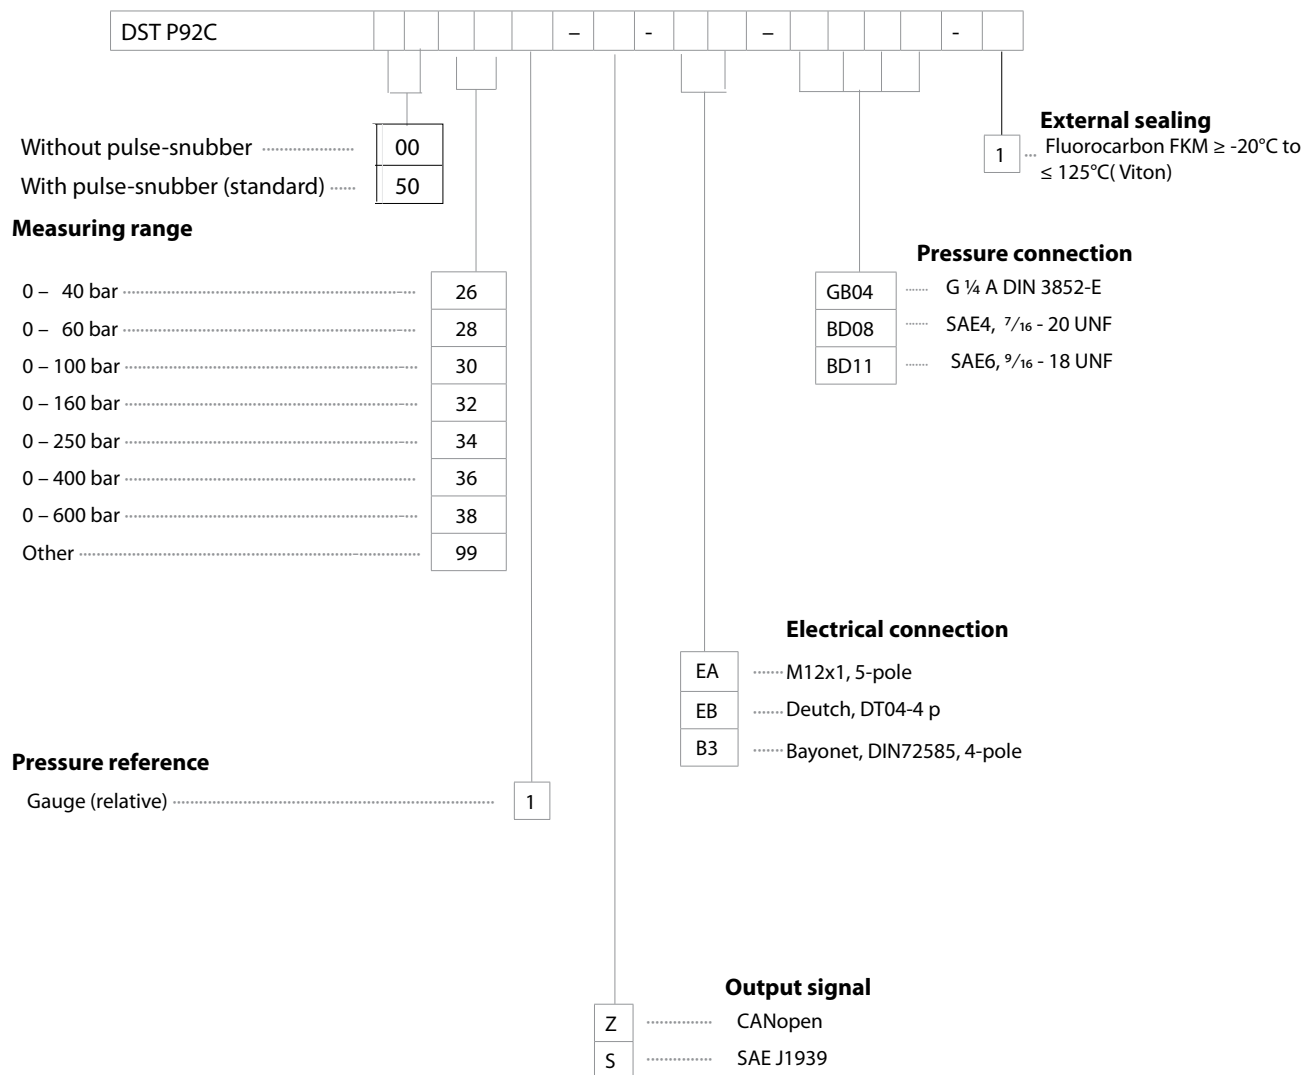 DST P92C – - – -
Without pulse-snubber 00
With pulse-snubber (standard) 50
External sealing
1 Fluorocarbon FKM ≥ -20°C to
≤ 125°C( Viton)
Measuring range
0 – 40 bar 26
0 – 60 bar 28
0 – 100 bar 30
0 – 160 bar 32
0 – 250 bar 34
0 – 400 bar 36
0 – 600 bar 38
Other 99
Pressure connection
GB04 G ¼ A DIN 3852-E
BD08 SAE4, ⁷⁄₁₆ - 20 UNF
BD11 SAE6, ⁹⁄₁₆ - 18 UNF
Electrical connection
EA M12x1, 5-pole
EB Deutch, DT04-4 p
B3 Bayonet, DIN72585, 4-pole
Pressure reference
Gauge (relative) 1
Output signal
Z CANopen
S SAE J1939